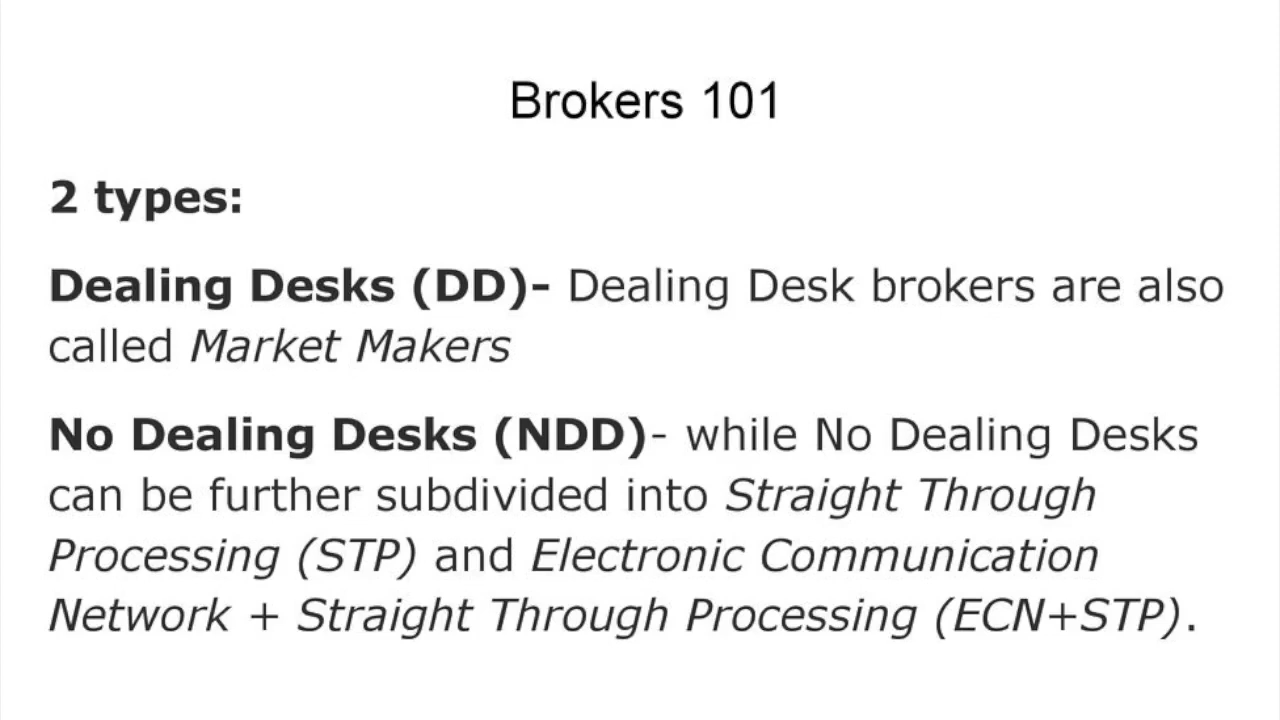 Brokers 101
2 types:
Dealing Desks (DD)- Dealing Desk brokers are also
called Market Makers
No Dealing Desks (NDD)- while No Dealing Desks
can be further subdivided into Straight Through
Processing (STP) and Electronic Communication
Network + Straight Through Processing (ECN+STP).